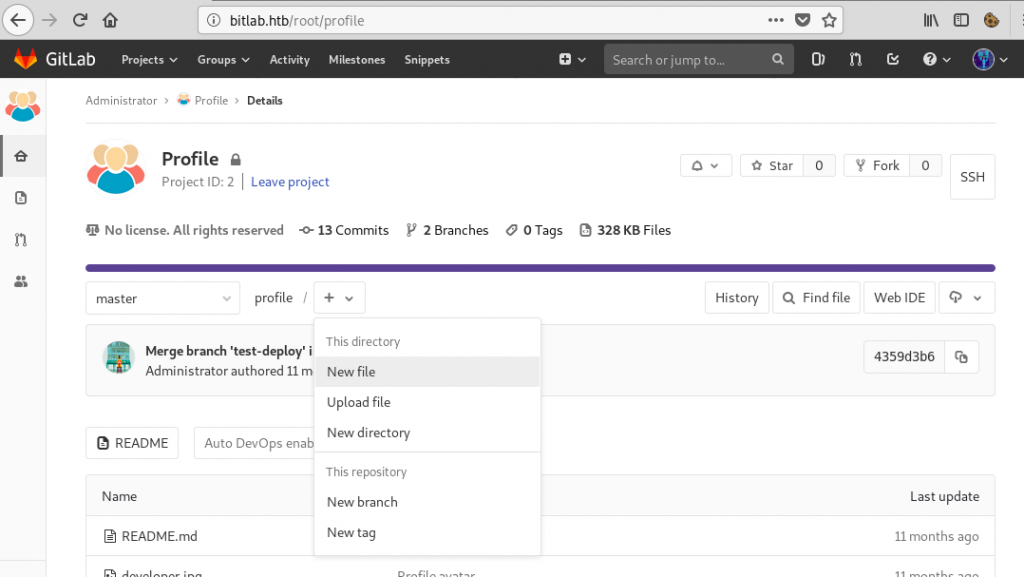 bitlab.htb/root/profile
GitLab Projects Groups Activity Milestones Snippets Search or jump to...
Administrator > Profile > Details
Profile
Star 0 Fork 0
Project ID: 2 Leave project
SSH
No license. All rights reserved 13 Commits 2 Branches 0 Tags 328 KB Files
master profile / + History Find file Web IDE
This directory
Merge branch 'test-deploy' i
4359d3b6
Administrator authored 11 m
New file
Upload file
New directory
README Auto DevOps enab
This repository
Name Last update
New branch
New tag
README.md 11 months ago
developer.jpg Profile avatar 11 months ago